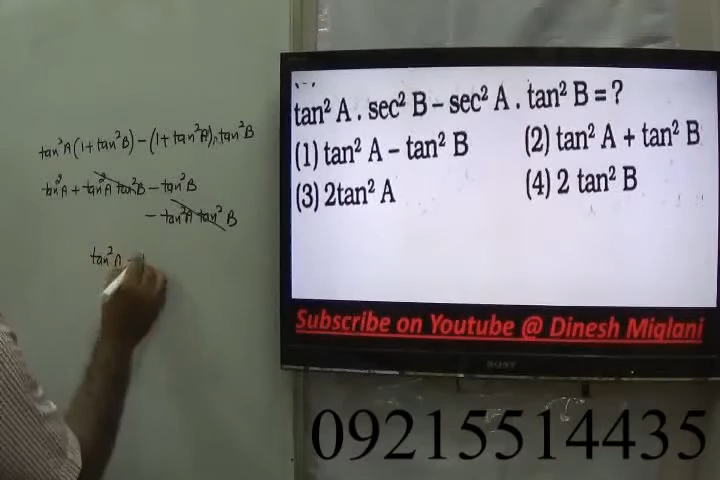 tan²A(1+tan²B) – (1+tan²A).tan²B
tan²A + tan²A tan²B – tan²B
– tan²A tan²B
tan²A –
tan² A . sec² B – sec² A . tan² B = ?
(1) tan² A – tan² B (2) tan² A + tan² B
(3) 2tan² A (4) 2 tan² B
Subscribe on Youtube @ Dinesh Miglani
SONY
09215514435